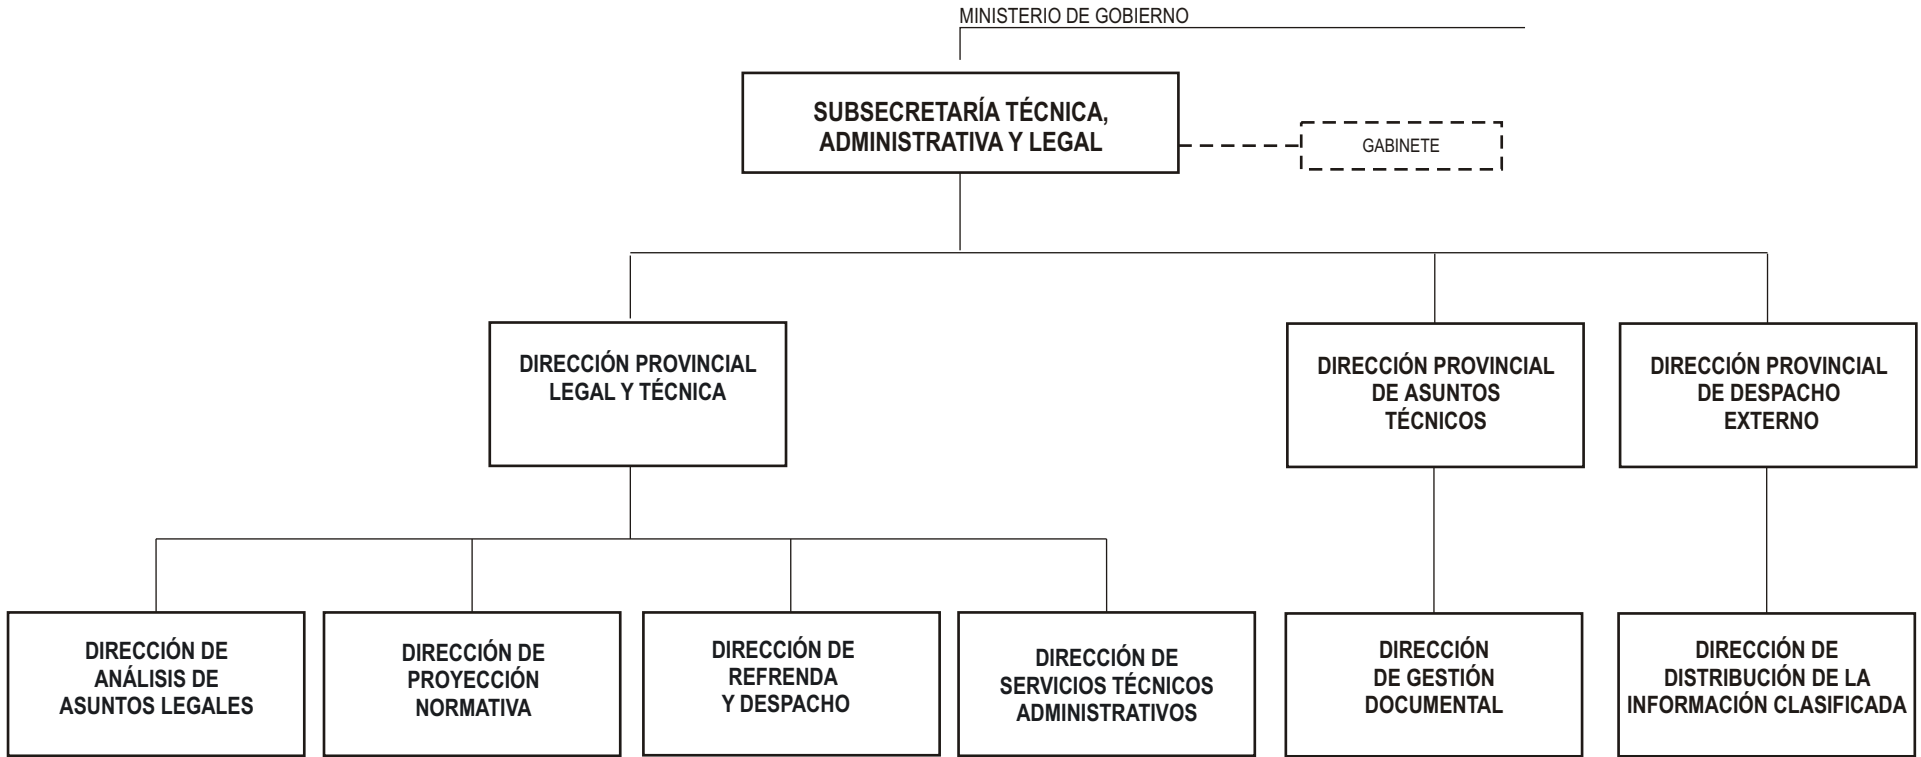 MINISTERIO DE GOBIERNO
SUBSECRETARÍA TÉCNICA,
ADMINISTRATIVA Y LEGAL
GABINETE
DIRECCIÓN PROVINCIAL
LEGAL Y TÉCNICA
DIRECCIÓN PROVINCIAL
DE ASUNTOS
TÉCNICOS
DIRECCIÓN PROVINCIAL
DE DESPACHO
EXTERNO
DIRECCIÓN DE
ANÁLISIS DE
ASUNTOS LEGALES
DIRECCIÓN DE
PROYECCIÓN
NORMATIVA
DIRECCIÓN DE
REFRENDA
Y DESPACHO
DIRECCIÓN DE
SERVICIOS TÉCNICOS
ADMINISTRATIVOS
DIRECCIÓN
DE GESTIÓN
DOCUMENTAL
DIRECCIÓN DE
DISTRIBUCIÓN DE LA
INFORMACIÓN CLASIFICADA